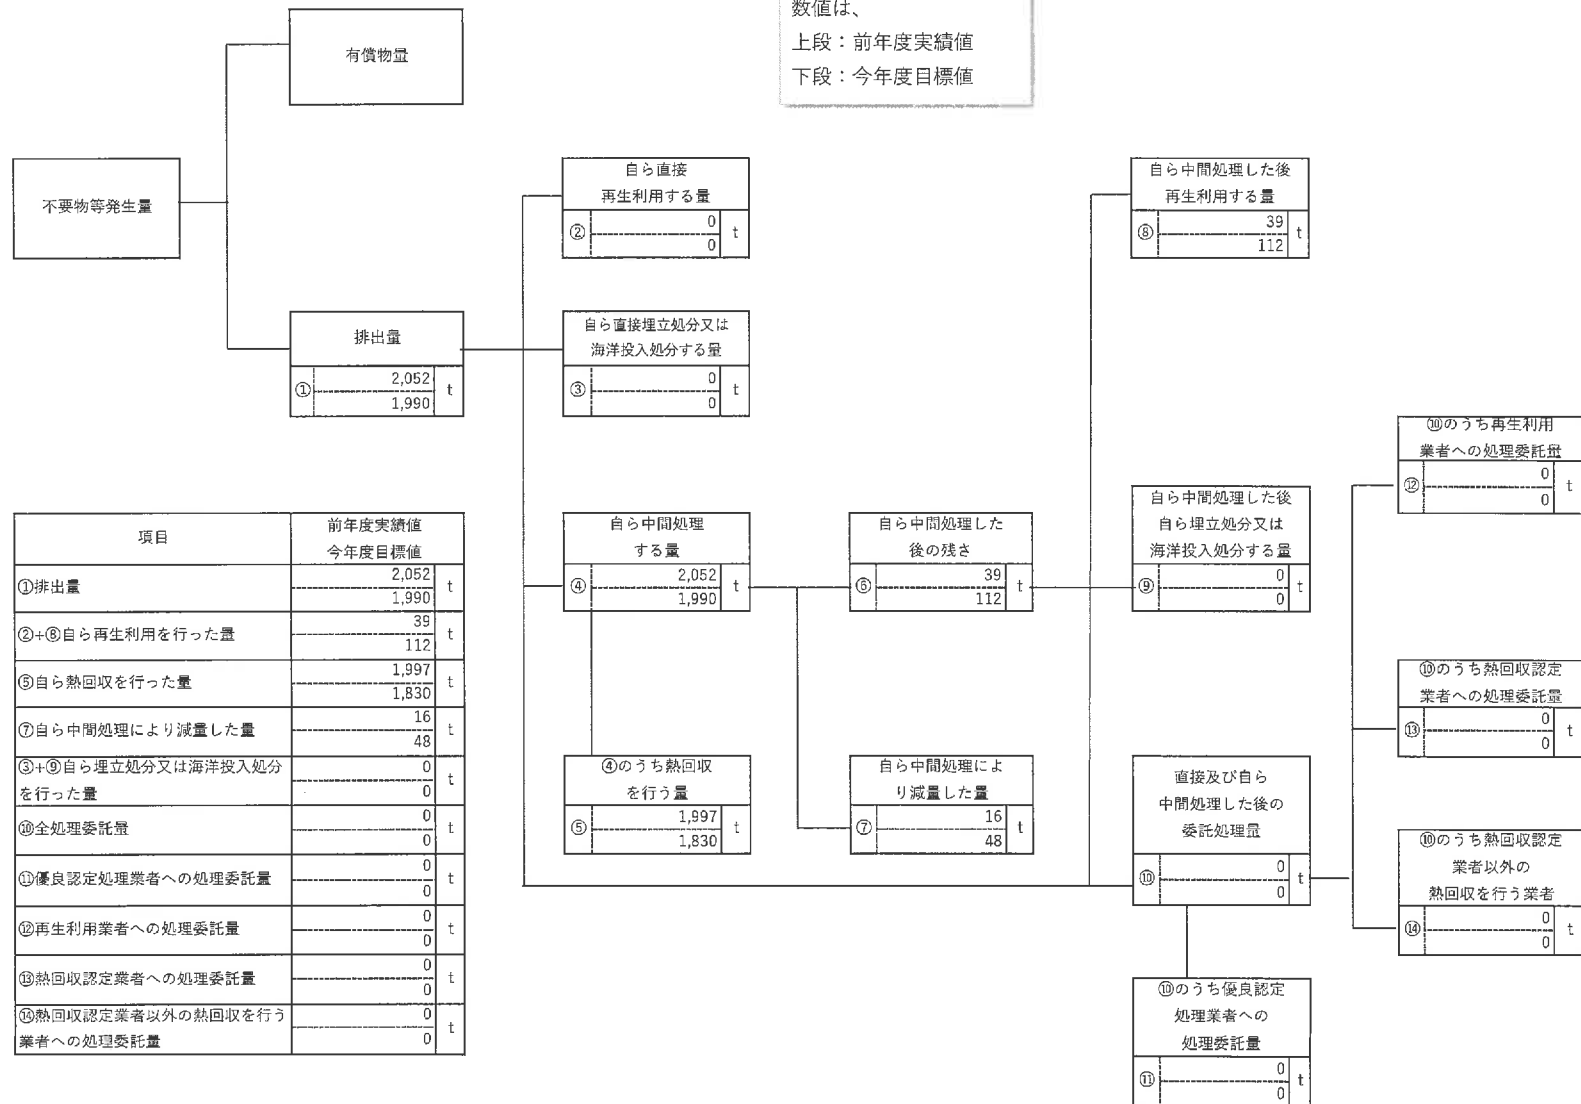 数値は、
上段：前年度実績値
下段：今年度目標値
有償物量
不要物等発生量
排出量
① 2,052 t
1,990
自ら直接
再生利用する量
② 0 t
0
自ら直接埋立処分又は
海洋投入処分する量
③ 0 t
0
自ら中間処理
する量
④ 2,052 t
1,990
④のうち熱回収
を行う量
⑤ 1,997 t
1,830
自ら中間処理した
後の残さ
⑥ 39 t
112
自ら中間処理によ
り減量した量
⑦ 16 t
48
自ら中間処理した後
再生利用する量
⑧ 39 t
112
自ら中間処理した後
自ら埋立処分又は
海洋投入処分する量
⑨ 0 t
0
直接及び自ら
中間処理した後の
委託処理量
⑩ 0 t
0
⑩のうち優良認定
処理業者への
処理委託量
⑪ 0 t
0
⑩のうち再生利用
業者への処理委託量
⑫ 0 t
0
⑩のうち熱回収認定
業者への処理委託量
⑬ 0 t
0
⑩のうち熱回収認定
業者以外の
熱回収を行う業者
⑭ 0 t
0
項目 前年度実績値
今年度目標値
①排出量 2,052 t
1,990
②+⑧自ら再生利用を行った量 39 t
112
⑤自ら熱回収を行った量 1,997 t
1,830
⑦自ら中間処理により減量した量 16 t
48
③+⑨自ら埋立処分又は海洋投入処分 0 t
を行った量 0
⑩全処理委託量 0 t
0
⑪優良認定処理業者への処理委託量 0 t
0
⑫再生利用業者への処理委託量 0 t
0
⑬熱回収認定業者への処理委託量 0 t
0
⑭熱回収認定業者以外の熱回収を行う 0 t
業者への処理委託量 0